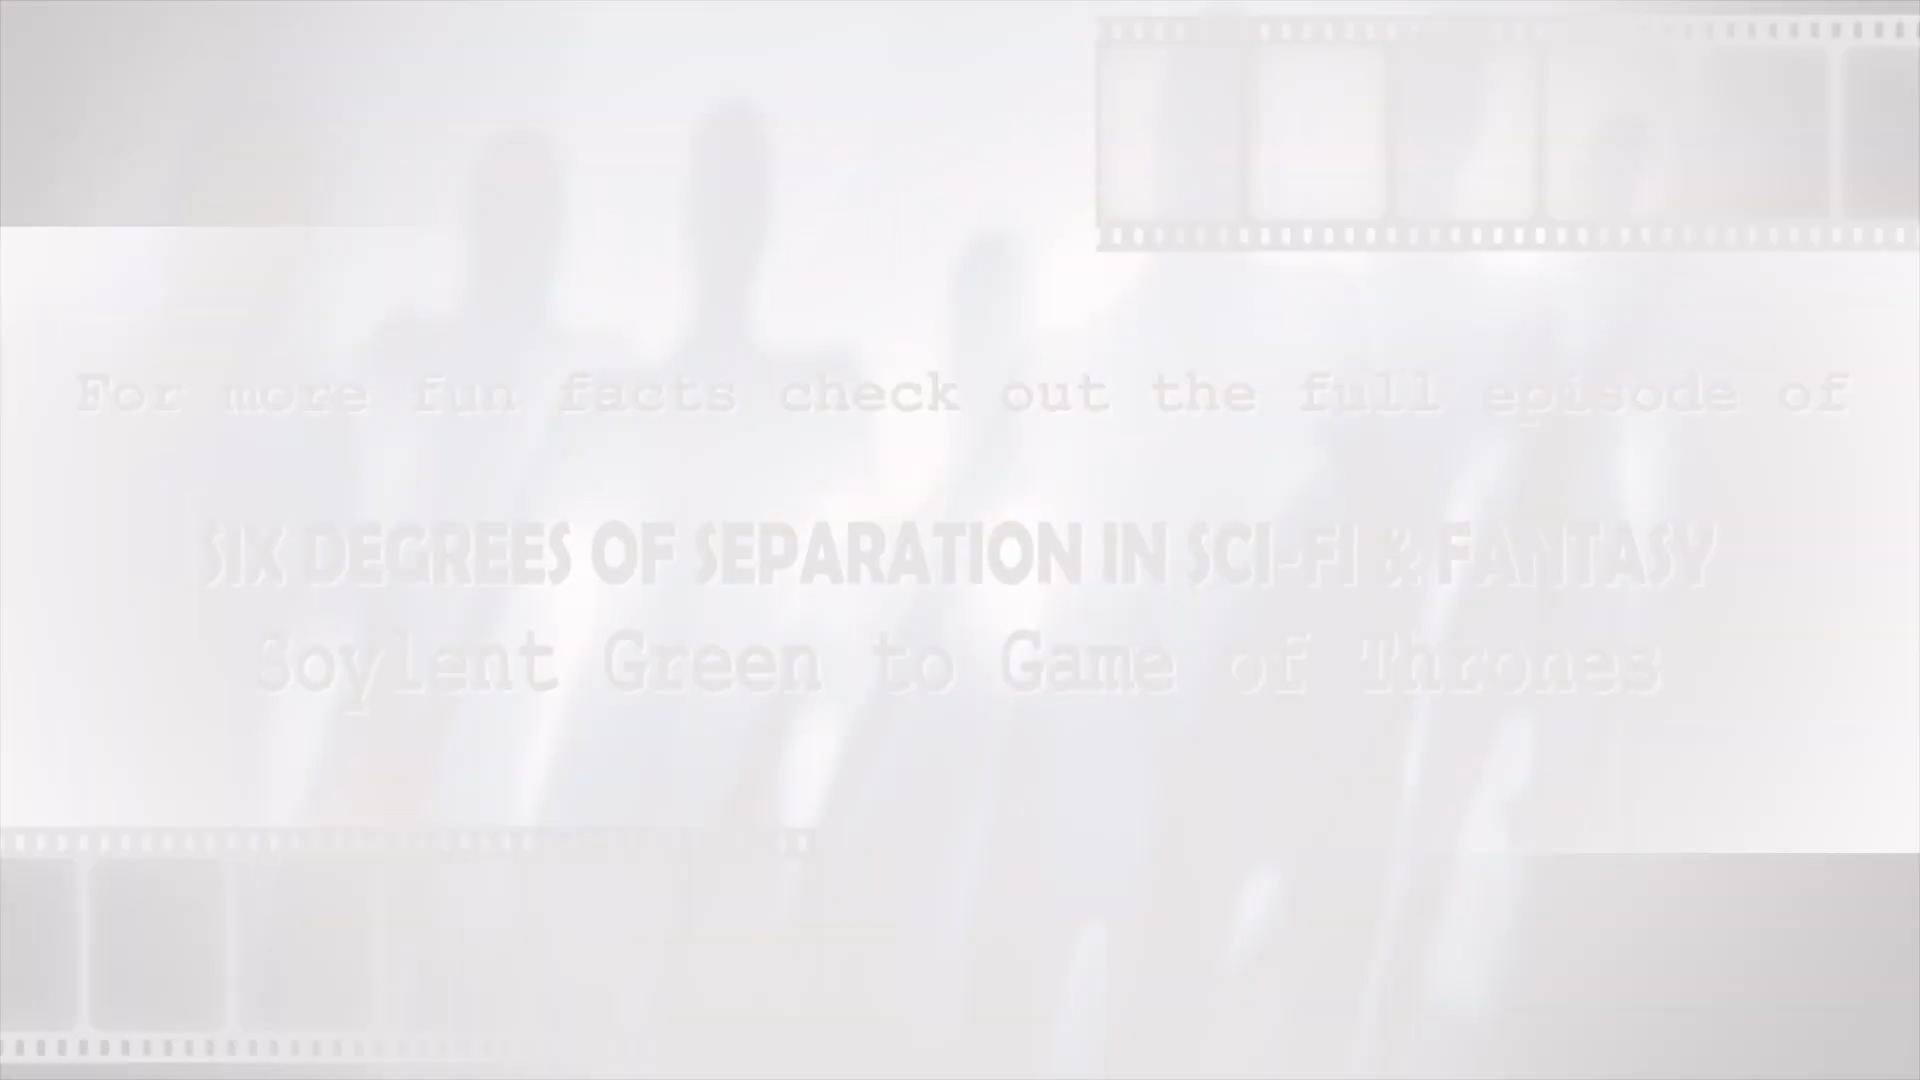 For more fun facts check out the full episode of
SIX DEGREES OF SEPARATION IN SCI-FI & FANTASY
Soylent Green to Game of Thrones